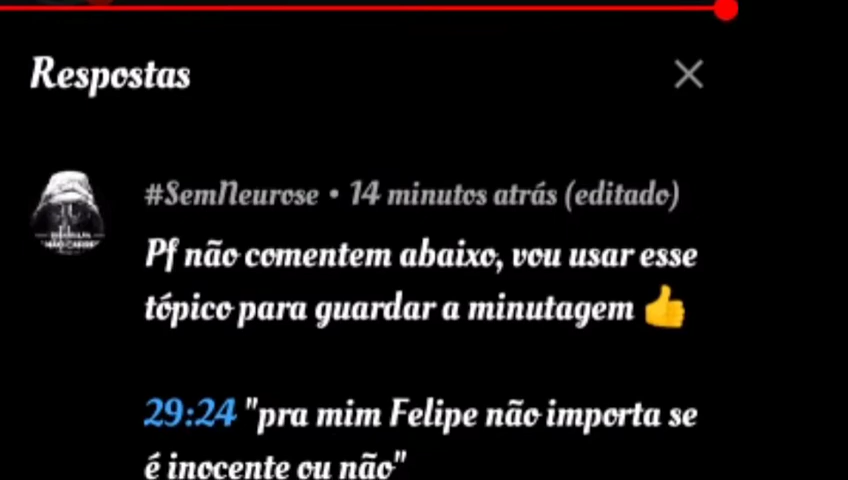 Respostas
#SemNeurose • 14 minutos atrás (editado)
Pf não comentem abaixo, vou usar esse
tópico para guardar a minutagem 👍
29:24 "pra mim Felipe não importa se
é inocente ou não"